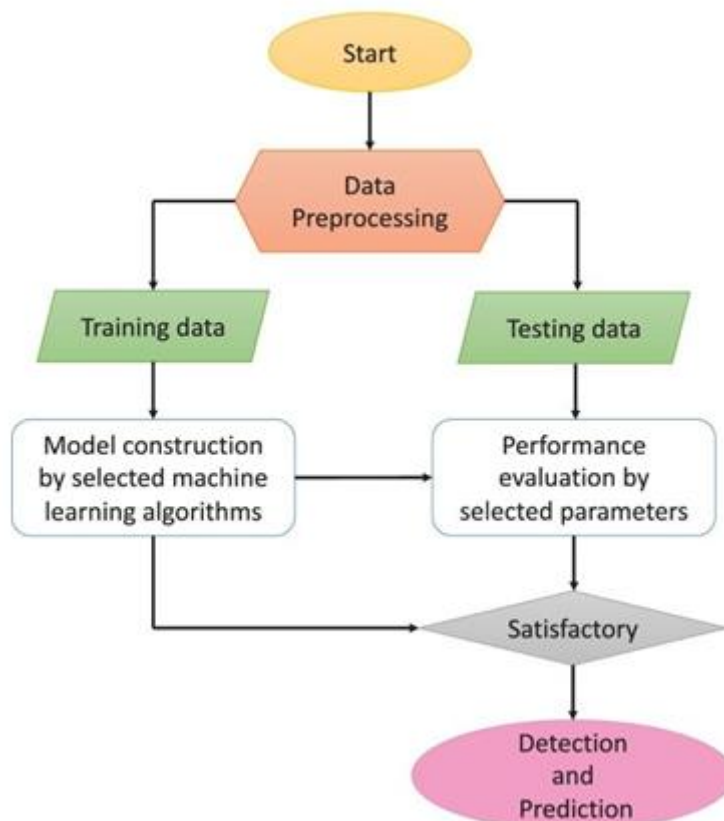 Start
Data
Preprocessing
Training data
Testing data
Model construction
by selected machine
learning algorithms
Performance
evaluation by
selected parameters
Satisfactory
Detection
and
Prediction